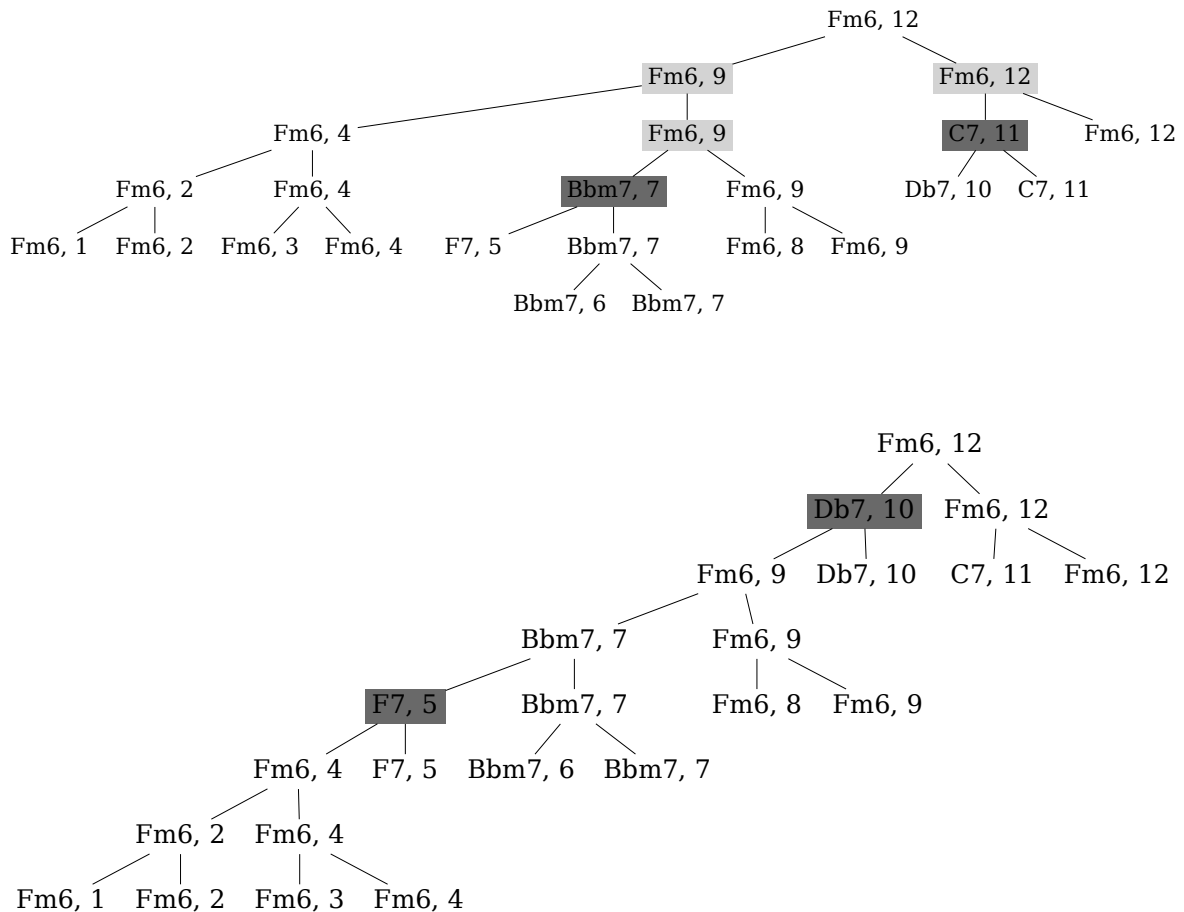 Fm6, 12
Fm6, 9 Fm6, 12
Fm6, 4 Fm6, 9 C7, 11 Fm6, 12
Fm6, 2 Fm6, 4 Bbm7, 7 Fm6, 9 Db7, 10 C7, 11
Fm6, 1 Fm6, 2 Fm6, 3 Fm6, 4 F7, 5 Bbm7, 7 Fm6, 8 Fm6, 9
Bbm7, 6 Bbm7, 7
Fm6, 12
Db7, 10 Fm6, 12
Fm6, 9 Db7, 10 C7, 11 Fm6, 12
Bbm7, 7 Fm6, 9
F7, 5 Bbm7, 7 Fm6, 8 Fm6, 9
Fm6, 4 F7, 5 Bbm7, 6 Bbm7, 7
Fm6, 2 Fm6, 4
Fm6, 1 Fm6, 2 Fm6, 3 Fm6, 4